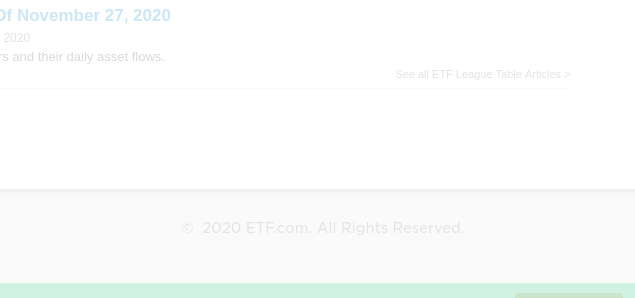 Of November 27, 2020
2020
rs and their daily asset flows.
See all ETF League Table Articles >
© 2020 ETF.com. All Rights Reserved.